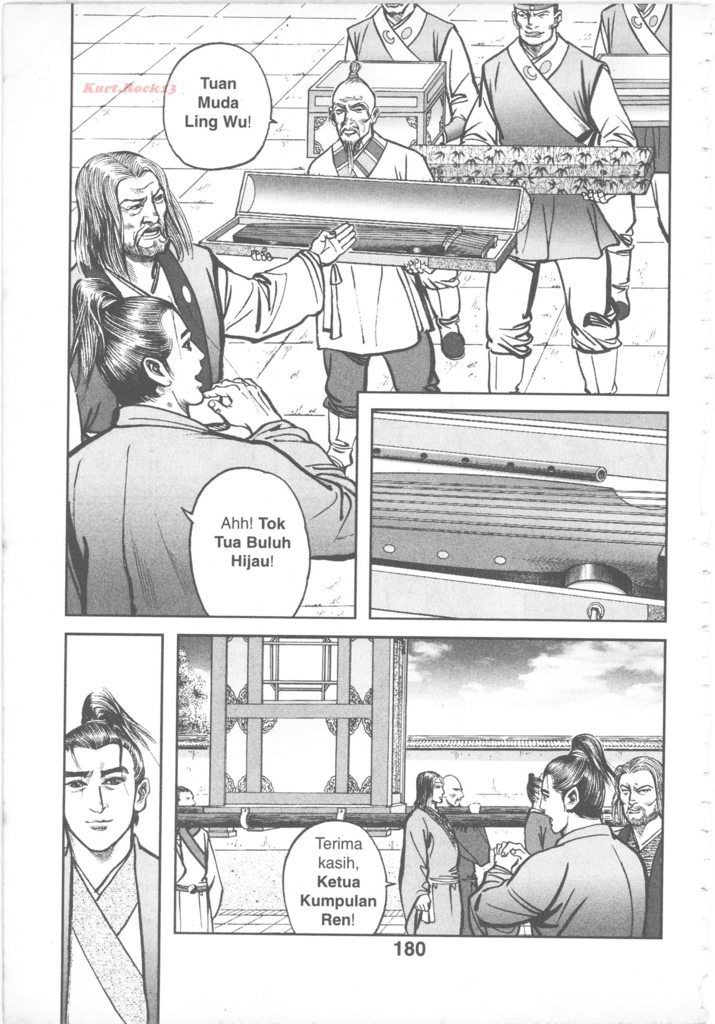 Kurt.Rock13
Tuan
Muda
Ling Wu!
Ahh! Tok
Tua Buluh
Hijau!
Terima
kasih,
Ketua
Kumpulan
Ren!
180